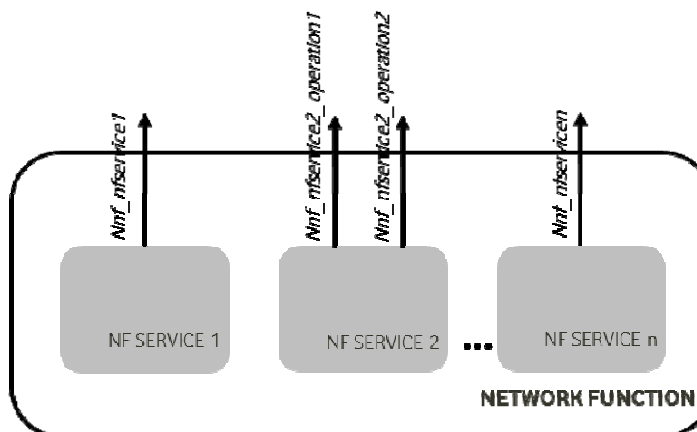 Nnf_nfservice1
Nnf_nfservice2_operation1
Nnf_nfservice2_operation2
Nnf_nfservicen
NF SERVICE 1
NF SERVICE 2
...
NF SERVICE n
NETWORK FUNCTION